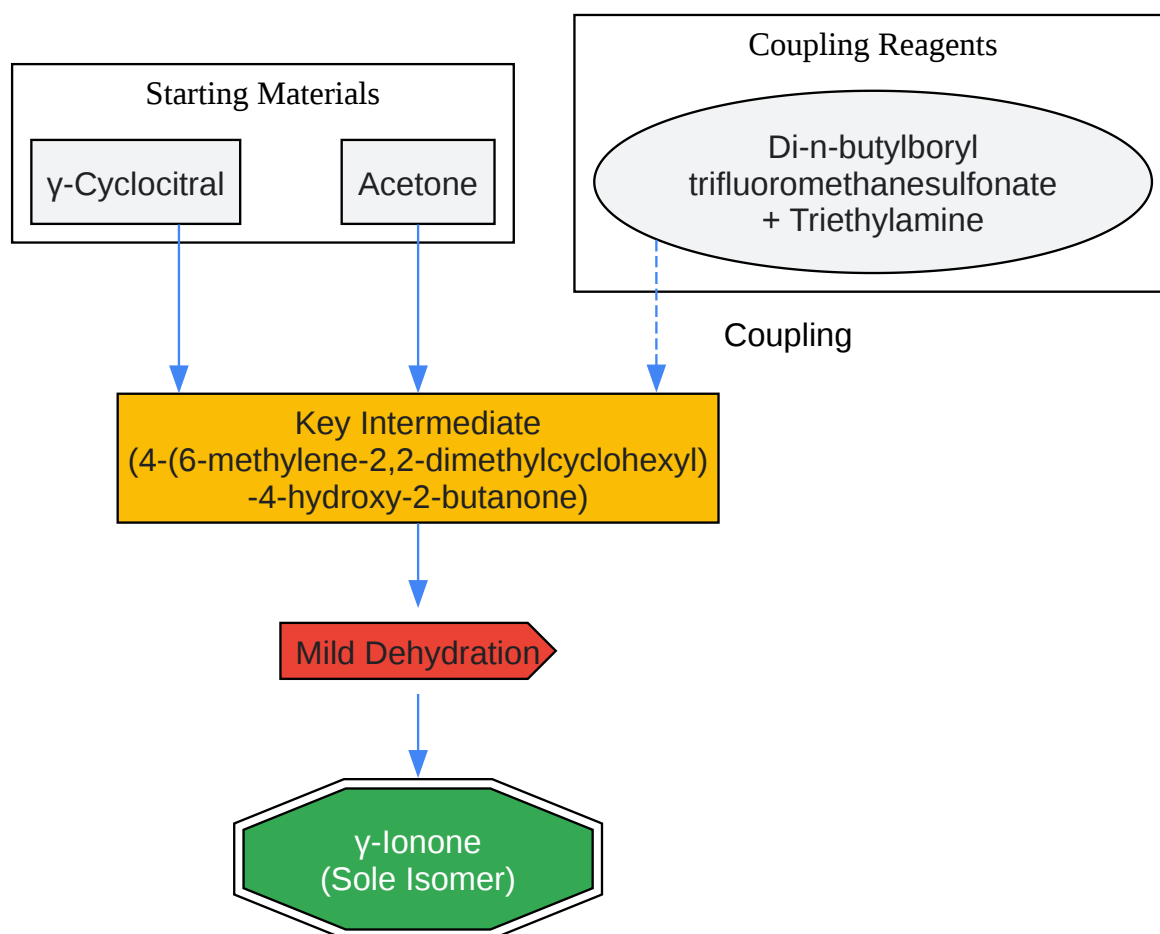 Coupling Reagents
Starting Materials
Di-n-butylboryl
trifluoromethanesulfonate
+ Triethylamine
γ-Cyclocitral
Acetone
Coupling
Key Intermediate
(4-(6-methylene-2,2-dimethylcyclohexyl)
-4-hydroxy-2-butanone)
Mild Dehydration
γ-Ionone
(Sole Isomer)